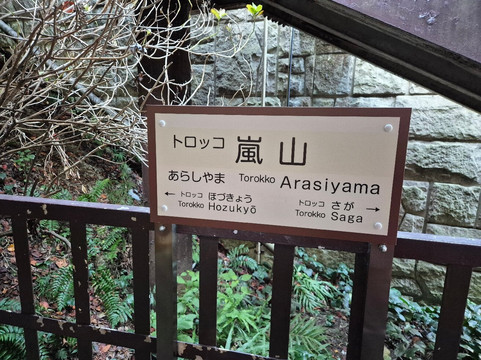 トロッコ 嵐山
あらしやま Torokko Arasiyama
← トロッコ ほづきょう トロッコ さが →
Torokko Hozukyō Torokko Saga